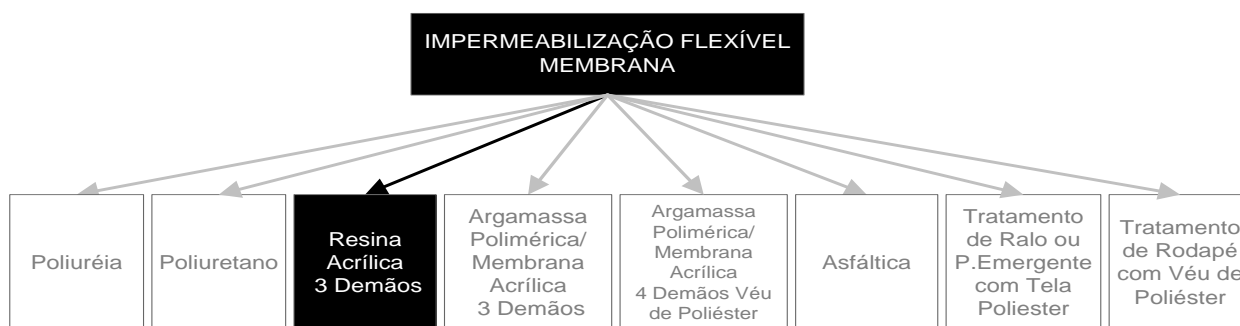 IMPERMEABILIZAÇÃO FLEXÍVEL
MEMBRANA
Poliuréia
Poliuretano
Resina
Acrílica
3 Demãos
Argamassa
Polimérica/
Membrana
Acrílica
3 Demãos
Argamassa
Polimérica/
Membrana
Acrílica
4 Demãos Véu
de Poliéster
Asfáltica
Tratamento
de Ralo ou
P.Emergente
com Tela
Poliester
Tratamento
de Rodapé
com Véu de
Poliéster